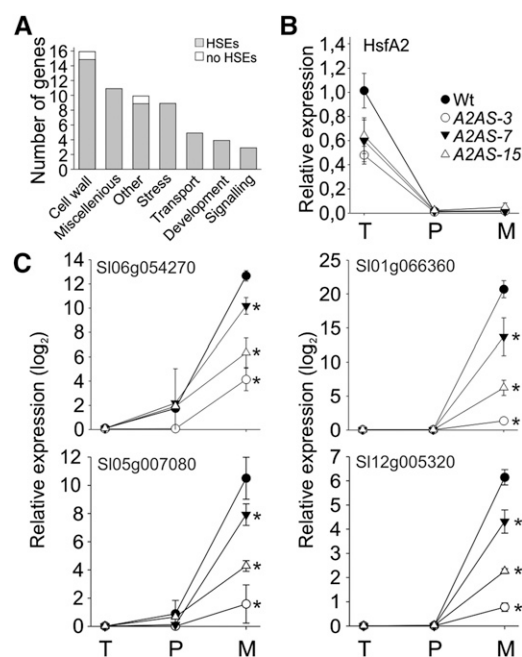 A
Number of genes
16
14
12
10
8
6
4
2
0
HSEs
no HSEs
Cell wall
Miscellenious
Other
Stress
Transport
Development
Signalling
B
Relative expression
1,4
1,2
1,0
0,8
0,6
0,4
0,2
0,0
HsfA2
Wt
A2AS-3
A2AS-7
A2AS-15
T P M
C
Relative expression (log2)
14
12
10
8
6
4
2
0
Sl06g054270
*
*
*
25
20
15
10
5
0
Sl01g066360
*
*
*
Relative expression (log2)
12
10
8
6
4
2
0
Sl05g007080
*
*
*
T P M
7
6
5
4
3
2
1
0
Sl12g005320
*
*
*
T P M